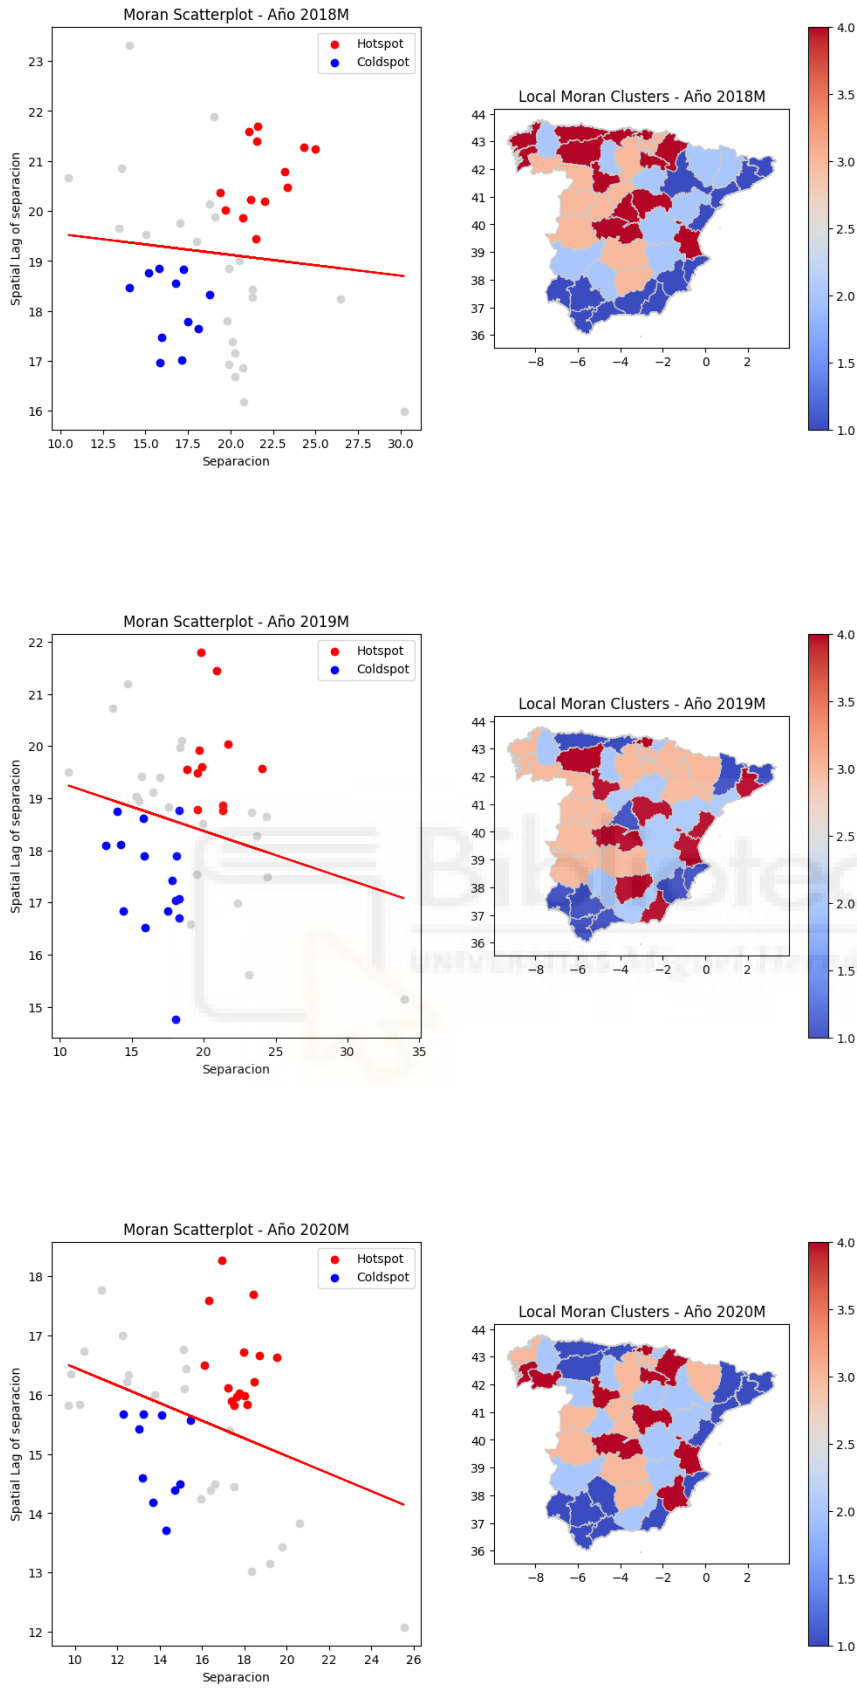 Moran Scatterplot - Año 2018M
Hotspot
Coldspot
23
22
21
20
19
18
17
16
Spatial Lag of separacion
10.0 12.5 15.0 17.5 20.0 22.5 25.0 27.5 30.0
Separacion
Local Moran Clusters - Año 2018M
44
43
42
41
40
39
38
37
36
−8 −6 −4 −2 0 2
4.0
3.5
3.0
2.5
2.0
1.5
1.0
Moran Scatterplot - Año 2019M
Hotspot
Coldspot
22
21
20
19
18
17
16
15
Spatial Lag of separacion
10 15 20 25 30 35
Separacion
Local Moran Clusters - Año 2019M
44
43
42
41
40
39
38
37
36
−8 −6 −4 −2 0 2
4.0
3.5
3.0
2.5
2.0
1.5
1.0
Bibliotec
UNIVERSITAS Miguel Hern
Moran Scatterplot - Año 2020M
Hotspot
Coldspot
18
17
16
15
14
13
12
Spatial Lag of separacion
10 12 14 16 18 20 22 24 26
Separacion
Local Moran Clusters - Año 2020M
44
43
42
41
40
39
38
37
36
−8 −6 −4 −2 0 2
4.0
3.5
3.0
2.5
2.0
1.5
1.0